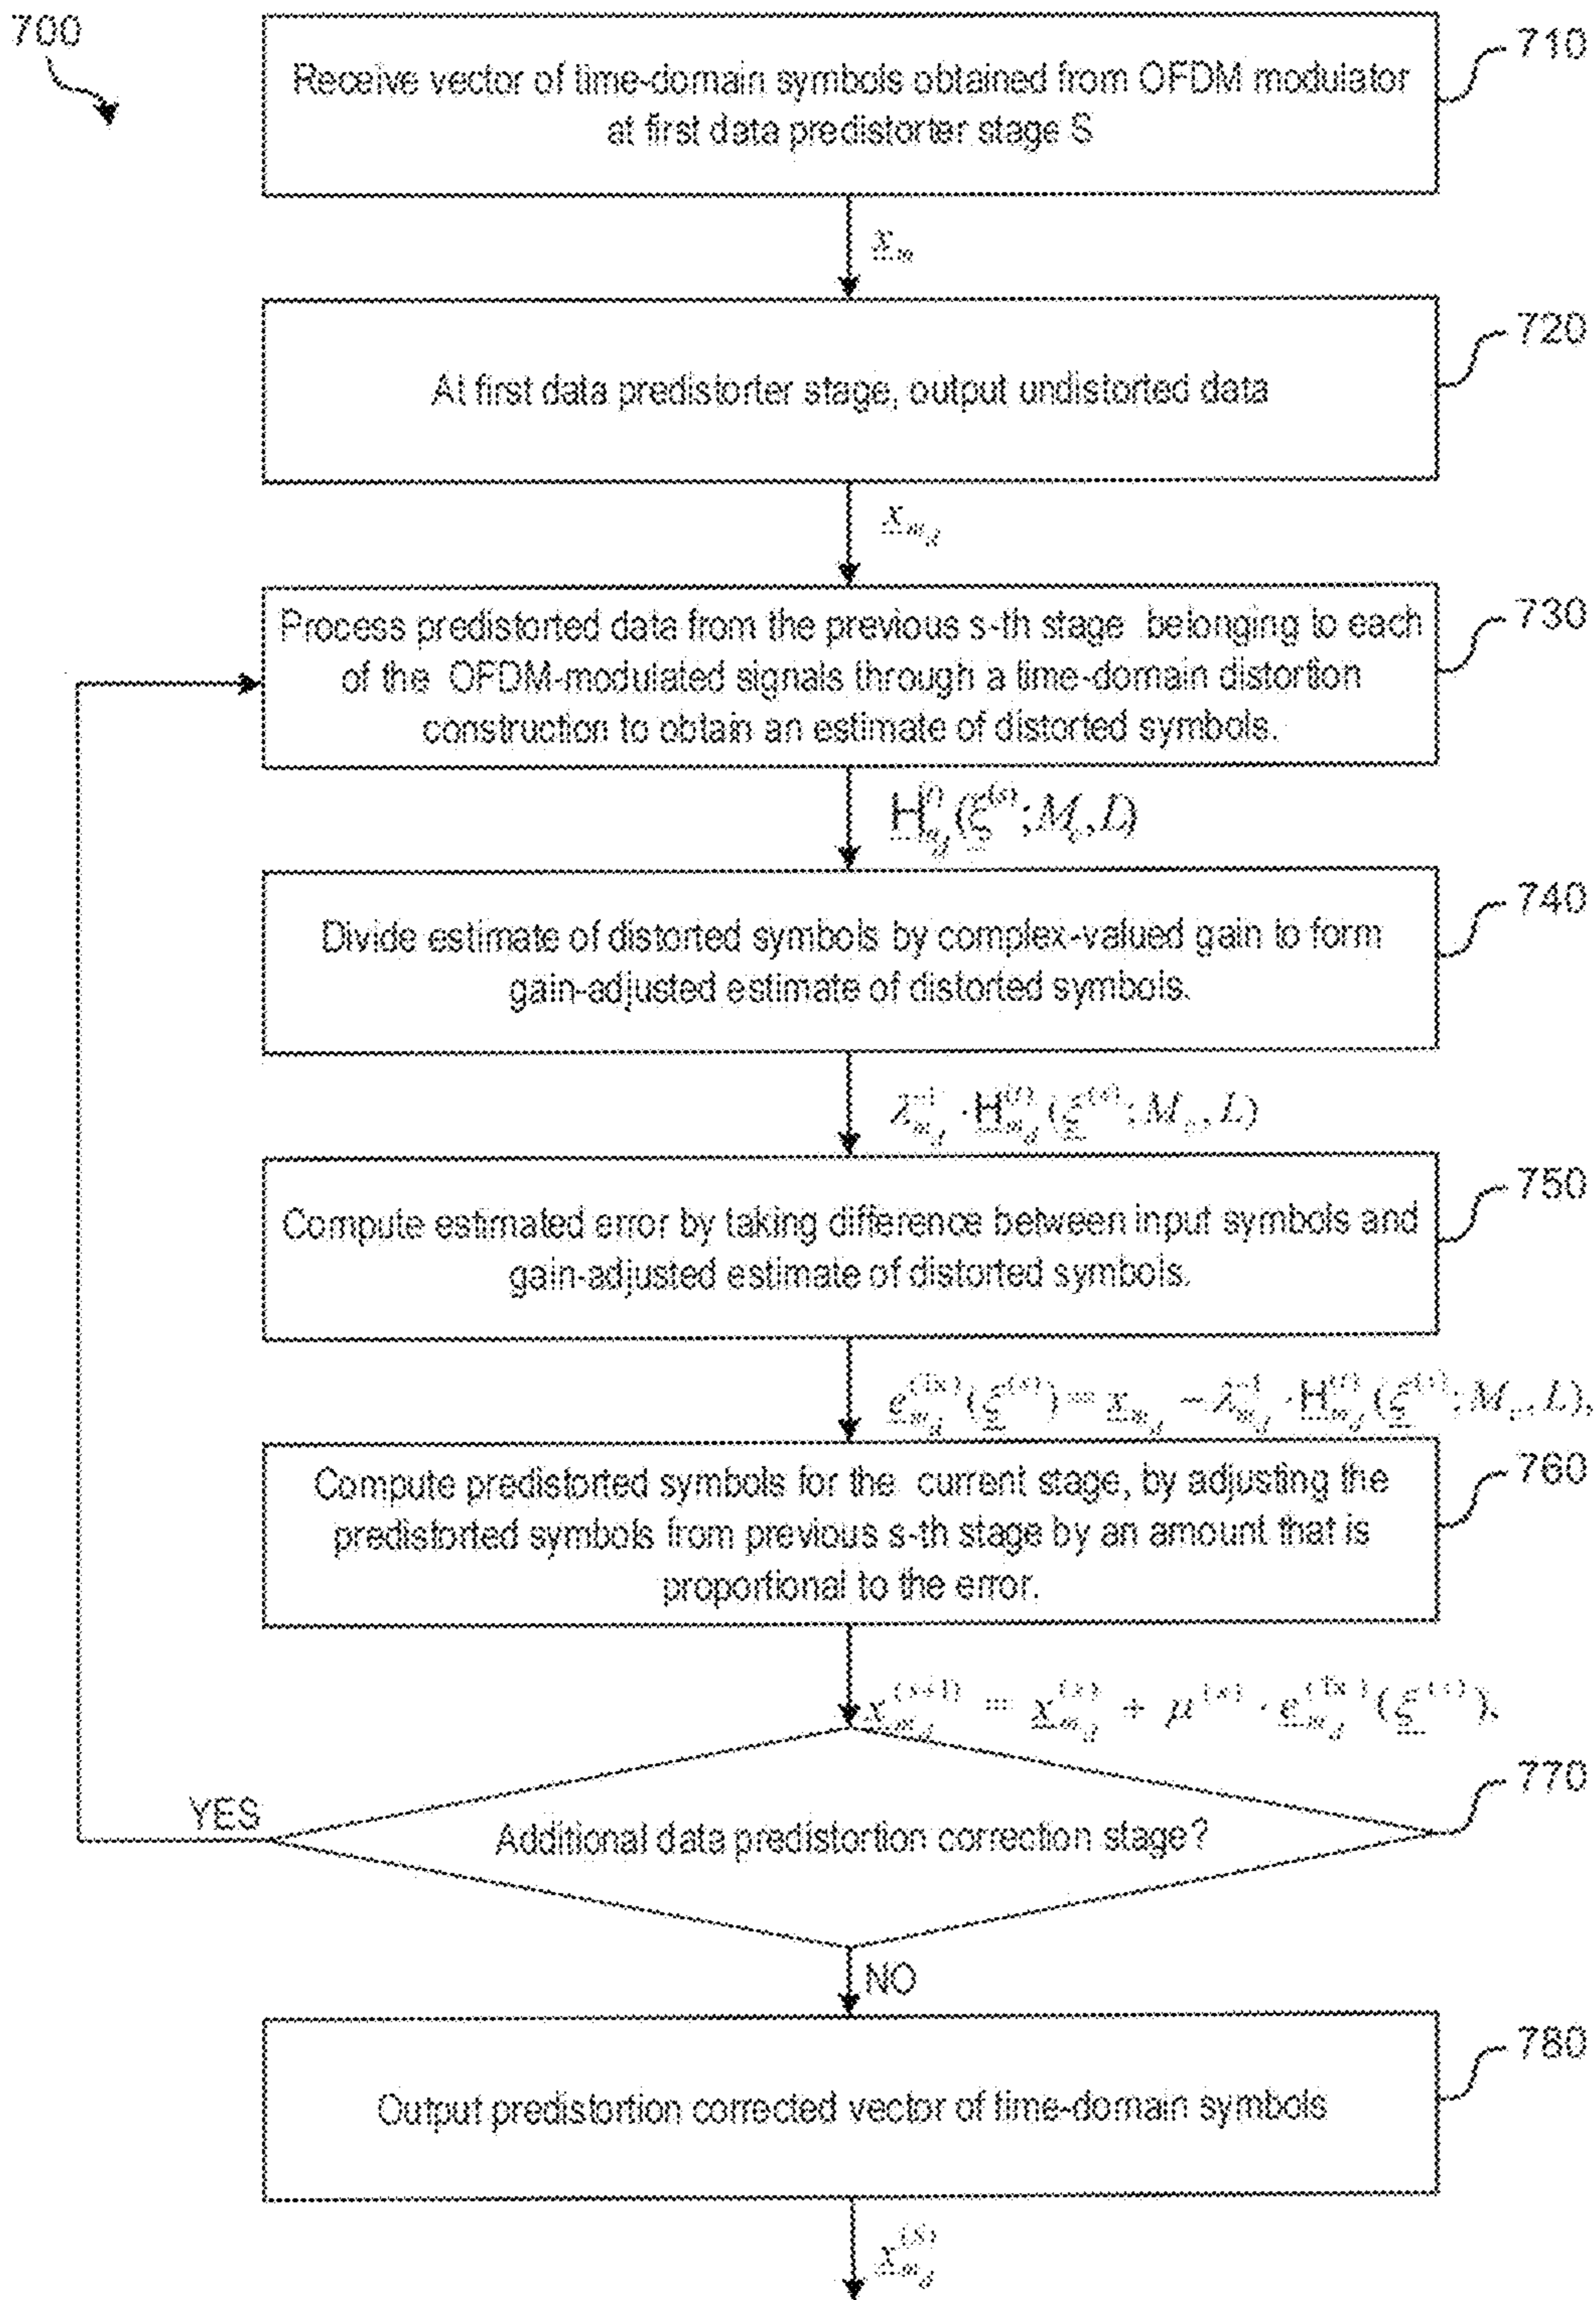 700
710
Receive vector of time-domain symbols obtained from OFDM modulator
at first data predistorter stage S
x_m
720
At first data predistorter stage, output undistorted data
x_{m_d}
730
Process predistorted data from the previous s-th stage belonging to each
of the OFDM-modulated signals through a time-domain distortion
construction to obtain an estimate of distorted symbols.
740
Divide estimate of distorted symbols by complex-valued gain to form
gain-adjusted estimate of distorted symbols.
750
Compute estimated error by taking difference between input symbols and
gain-adjusted estimate of distorted symbols.
760
Compute predistorted symbols for the current stage, by adjusting the
predistorted symbols from previous s-th stage by an amount that is
proportional to the error.
770
YES
Additional data predistortion correction stage?
NO
780
Output predistortion corrected vector of time-domain symbols